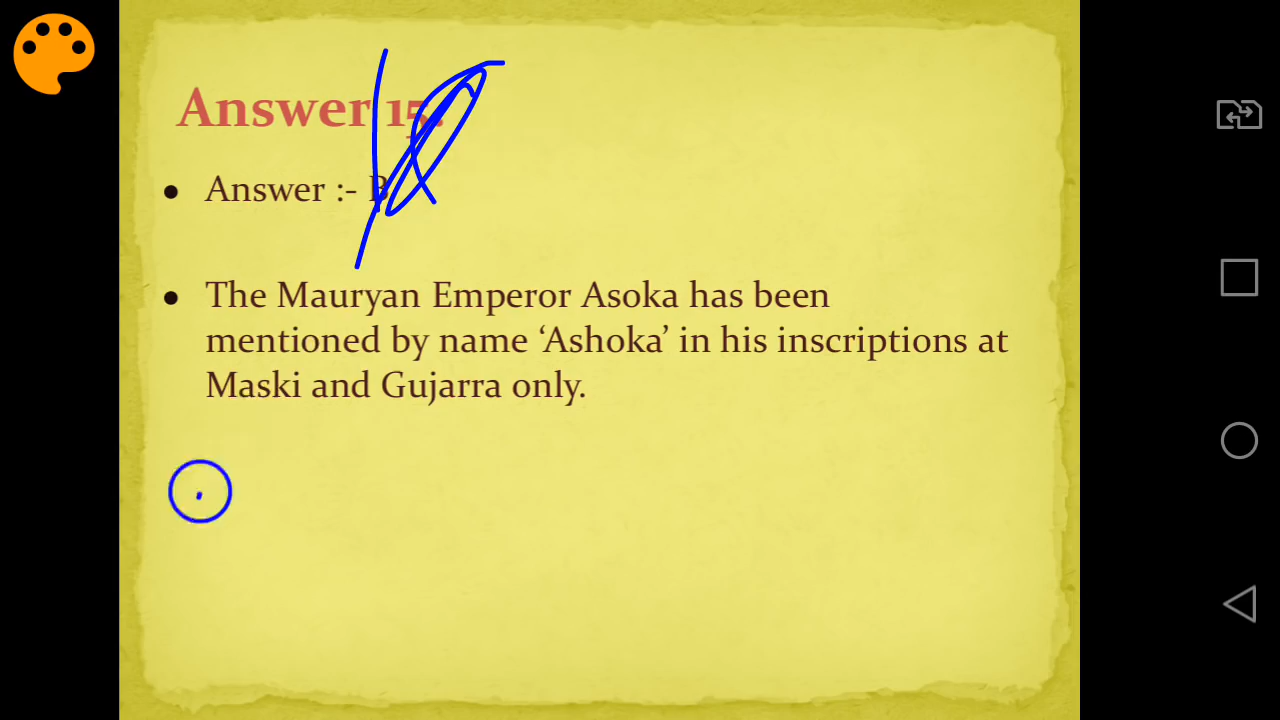 Answer 15.
● Answer :- B
● The Mauryan Emperor Asoka has been
mentioned by name ‘Ashoka’ in his inscriptions at
Maski and Gujarra only.